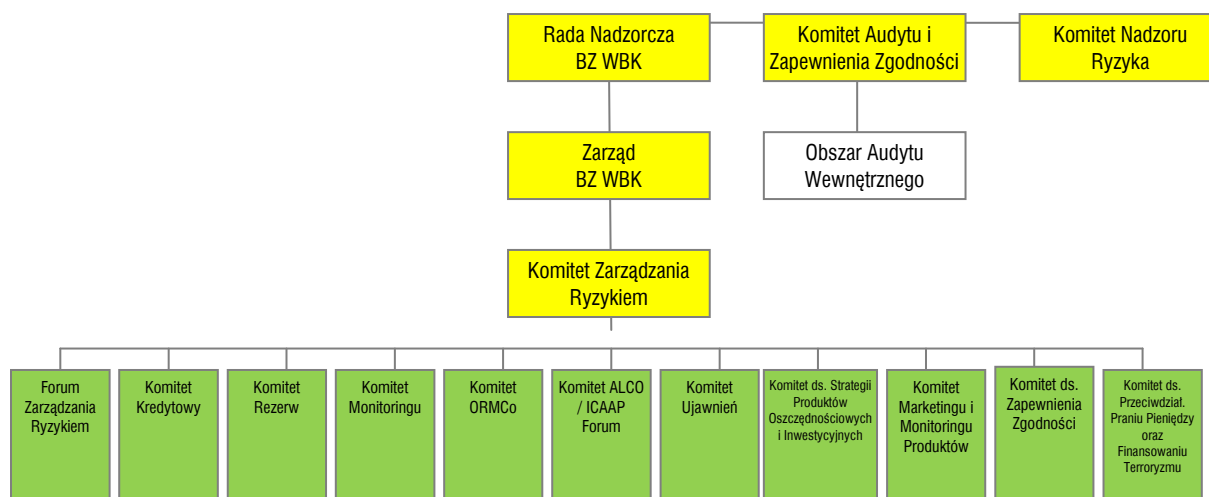 Rada Nadzorcza
BZ WBK
Komitet Audytu i
Zapewnienia Zgodności
Komitet Nadzoru
Ryzyka
Zarząd
BZ WBK
Obszar Audytu
Wewnętrznego
Komitet Zarządzania
Ryzykiem
Forum
Zarządzania
Ryzykiem
Komitet
Kredytowy
Komitet
Rezerw
Komitet
Monitoringu
Komitet
ORMCo
Komitet ALCO
/ ICAAP
Forum
Komitet
Ujawnień
Komitet ds. Strategii
Produktów
Oszczędnościowych
i Inwestycyjnych
Komitet
Marketingu i
Monitoringu
Produktów
Komitet ds.
Zapewnienia
Zgodności
Komitet ds.
Przeciwdział.
Praniu Pieniędzy
oraz
Finansowaniu
Terroryzmu